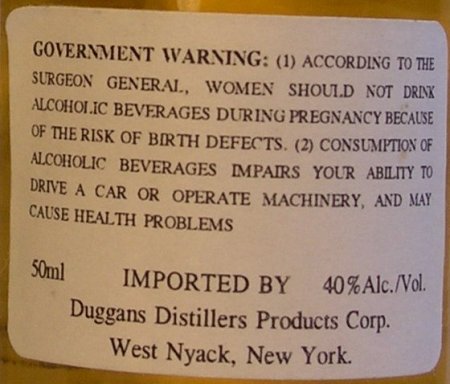 GOVERNMENT WARNING: (1) ACCORDING TO THE
SURGEON GENERAL, WOMEN SHOULD NOT DRINK
ALCOHOLIC BEVERAGES DURING PREGNANCY BECAUSE
OF THE RISK OF BIRTH DEFECTS. (2) CONSUMPTION OF
ALCOHOLIC BEVERAGES IMPAIRS YOUR ABILITY TO
DRIVE A CAR OR OPERATE MACHINERY, AND MAY
CAUSE HEALTH PROBLEMS
50ml IMPORTED BY 40%Alc./Vol.
Duggans Distillers Products Corp.
West Nyack, New York.